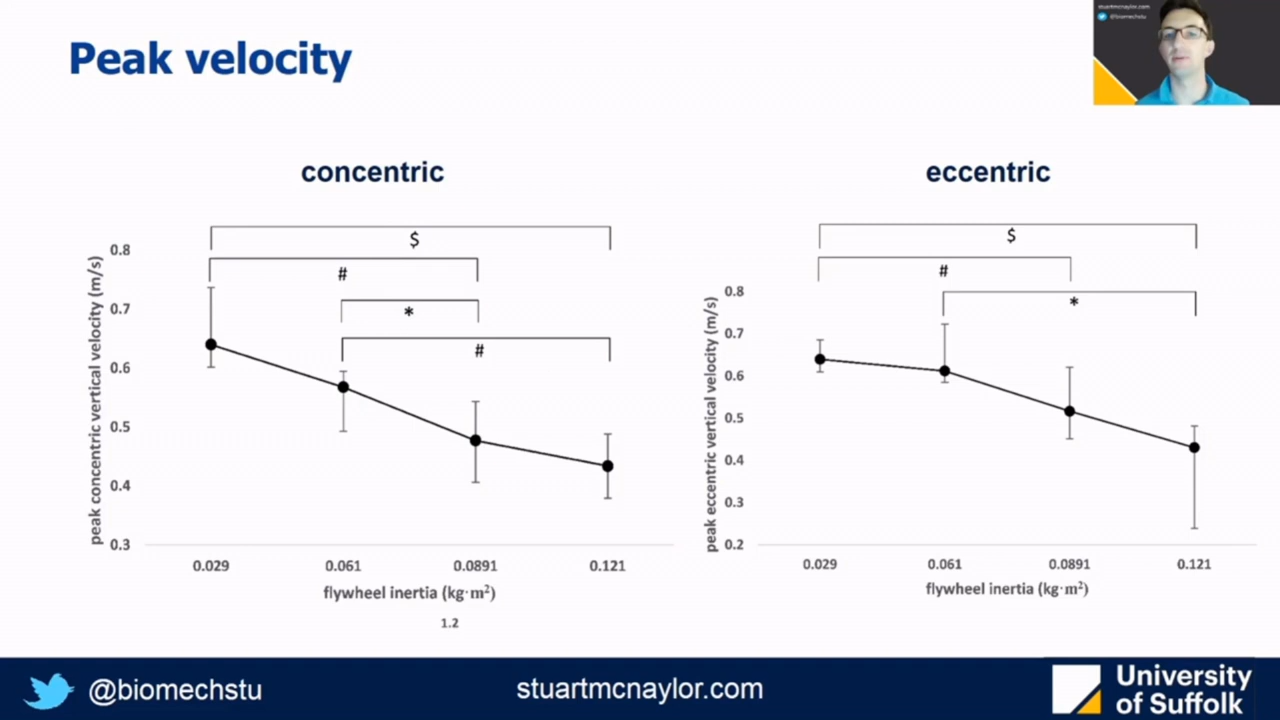 Peak velocity
stuartmcnaylor.com
@biomechstu
concentric
$
#
*
#
0.8
0.7
0.6
0.5
0.4
0.3
peak concentric vertical velocity (m/s)
0.029 0.061 0.0891 0.121
flywheel inertia (kg·m²)
1.2
eccentric
$
#
*
0.8
0.7
0.6
0.5
0.4
0.3
0.2
peak eccentric vertical velocity (m/s)
0.029 0.061 0.0891 0.121
flywheel inertia (kg·m²)
@biomechstu
stuartmcnaylor.com
University
of Suffolk